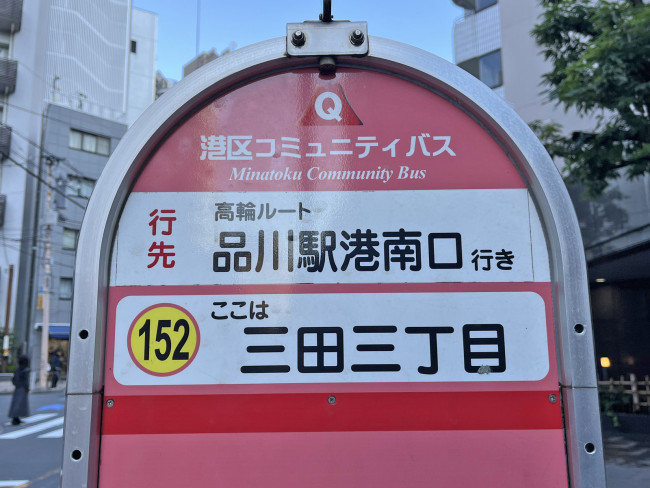 Q
港区コミュニティバス
Minatoku Community Bus
行先
高輪ルート
品川駅港南口 行き
152
ここは
三田三丁目